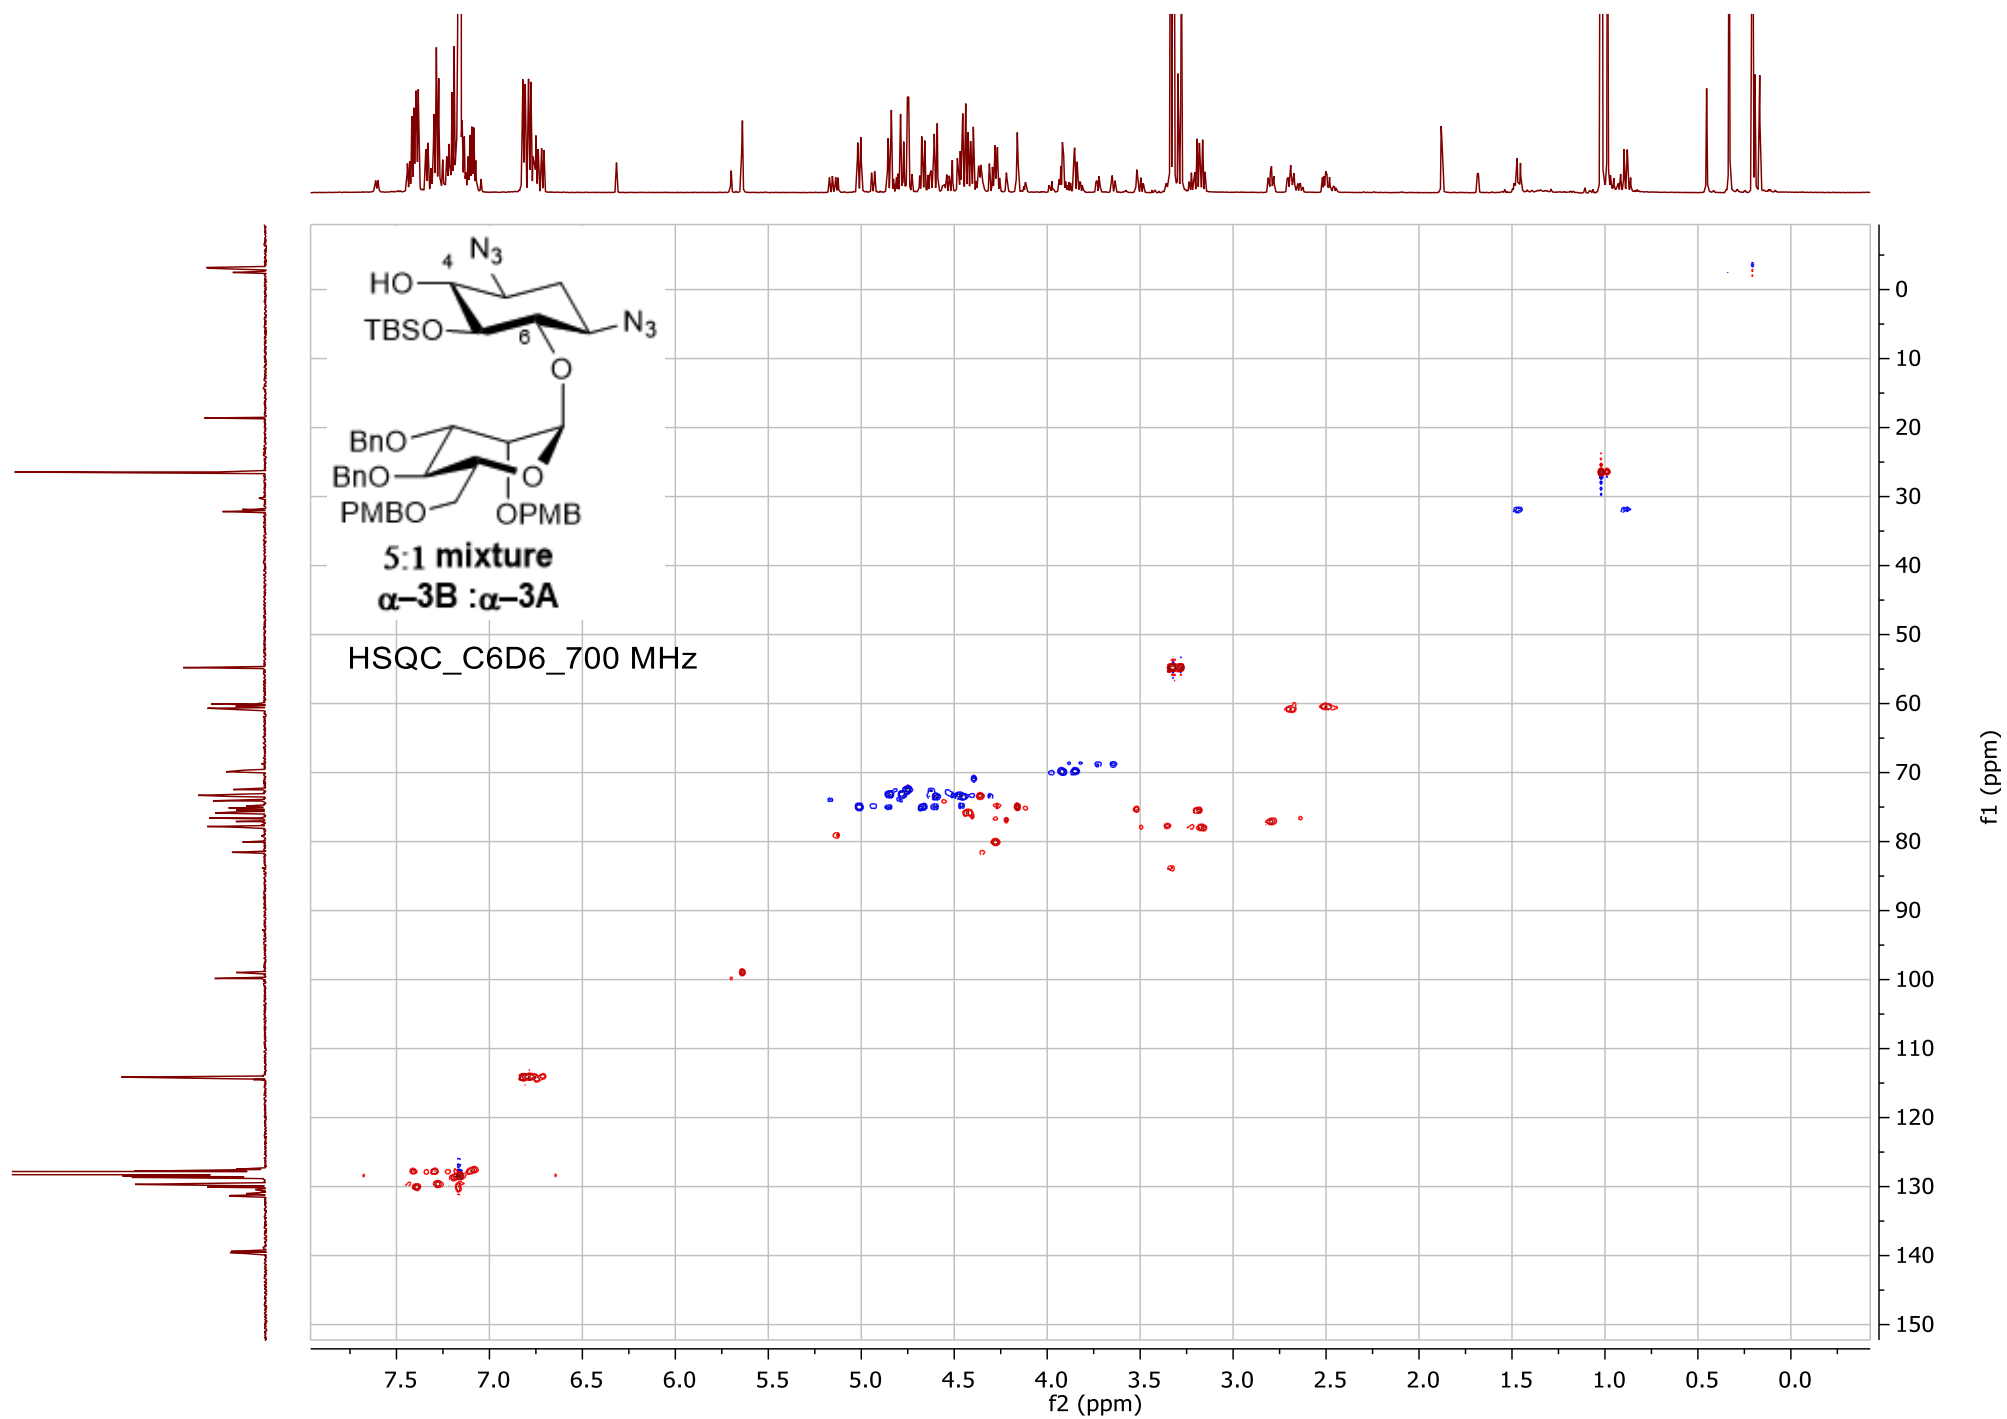 N3
4
HO
N3
TBSO
6
O
BnO
BnO
O
PMBO
OPMB
5:1 mixture
α–3B :α–3A
HSQC_C6D6_700 MHz
0
10
20
30
40
50
60
70
80
90
100
110
120
130
140
150
f1 (ppm)
7.5 7.0 6.5 6.0 5.5 5.0 4.5 4.0 3.5 3.0 2.5 2.0 1.5 1.0 0.5 0.0
f2 (ppm)